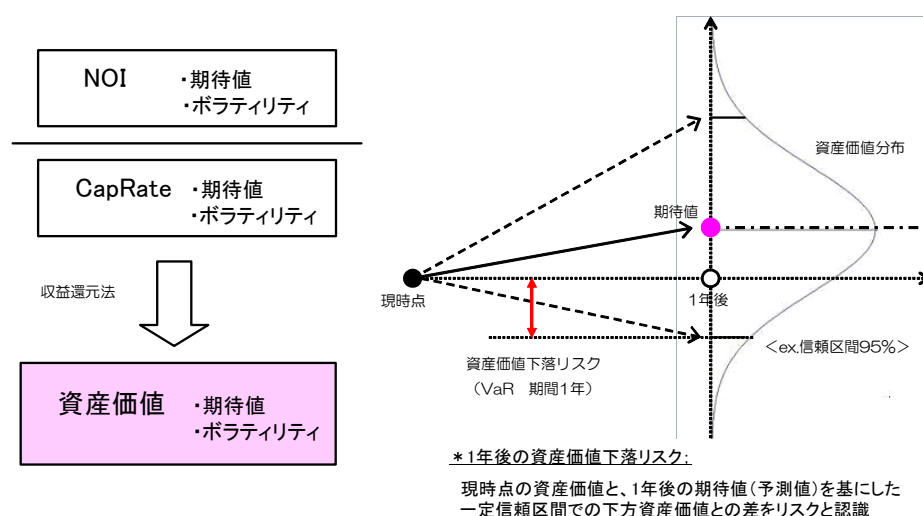 NOI ・期待値
・ボラティリティ
CapRate ・期待値
・ボラティリティ
収益還元法
資産価値 ・期待値
・ボラティリティ
資産価値分布
期待値
現時点
1年後
<ex.信頼区間95%>
資産価値下落リスク
(VaR 期間1年)
*1年後の資産価値下落リスク;
現時点の資産価値と、1年後の期待値(予測値)を基にした
一定信頼区間での下方資産価値との差をリスクと認識